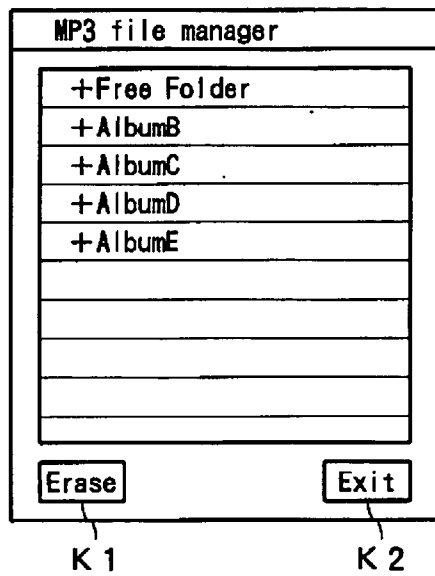 MP3 file manager
+Free Folder
+AlbumB
+AlbumC
+AlbumD
+AlbumE
Erase Exit
K1 K2